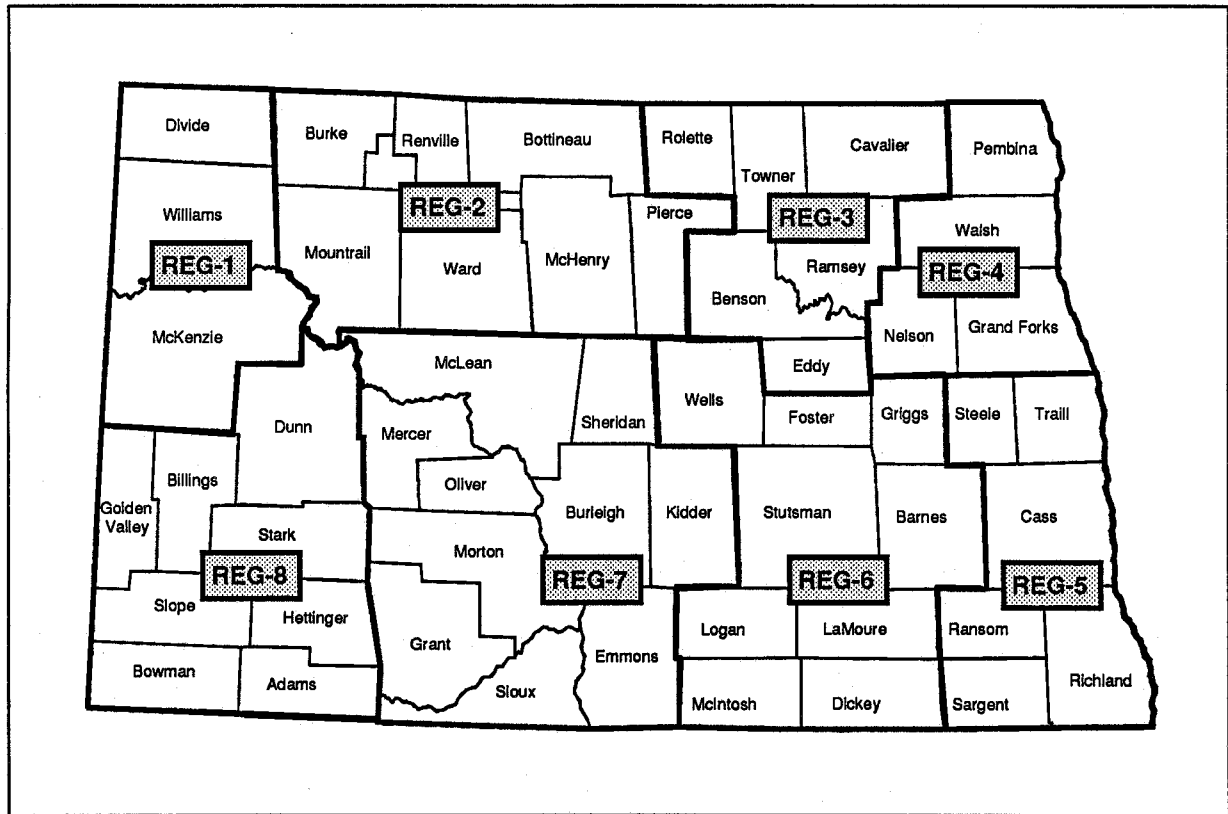 Divide
Burke
Renville
Bottineau
Rolette
Towner
Cavalier
Pembina
Williams
REG-1
McKenzie
Mountrail
REG-2
Ward
McHenry
Pierce
REG-3
Ramsey
Benson
Walsh
REG-4
Nelson
Grand Forks
McLean
Sheridan
Wells
Eddy
Foster
Griggs
Steele
Traill
Dunn
Mercer
Oliver
Golden
Valley
Billings
Stark
REG-8
Slope
Hettinger
Bowman
Adams
Morton
Burleigh
Kidder
REG-7
Grant
Sioux
Emmons
Stutsman
Barnes
REG-6
Logan
LaMoure
McIntosh
Dickey
Cass
REG-5
Ransom
Sargent
Richland